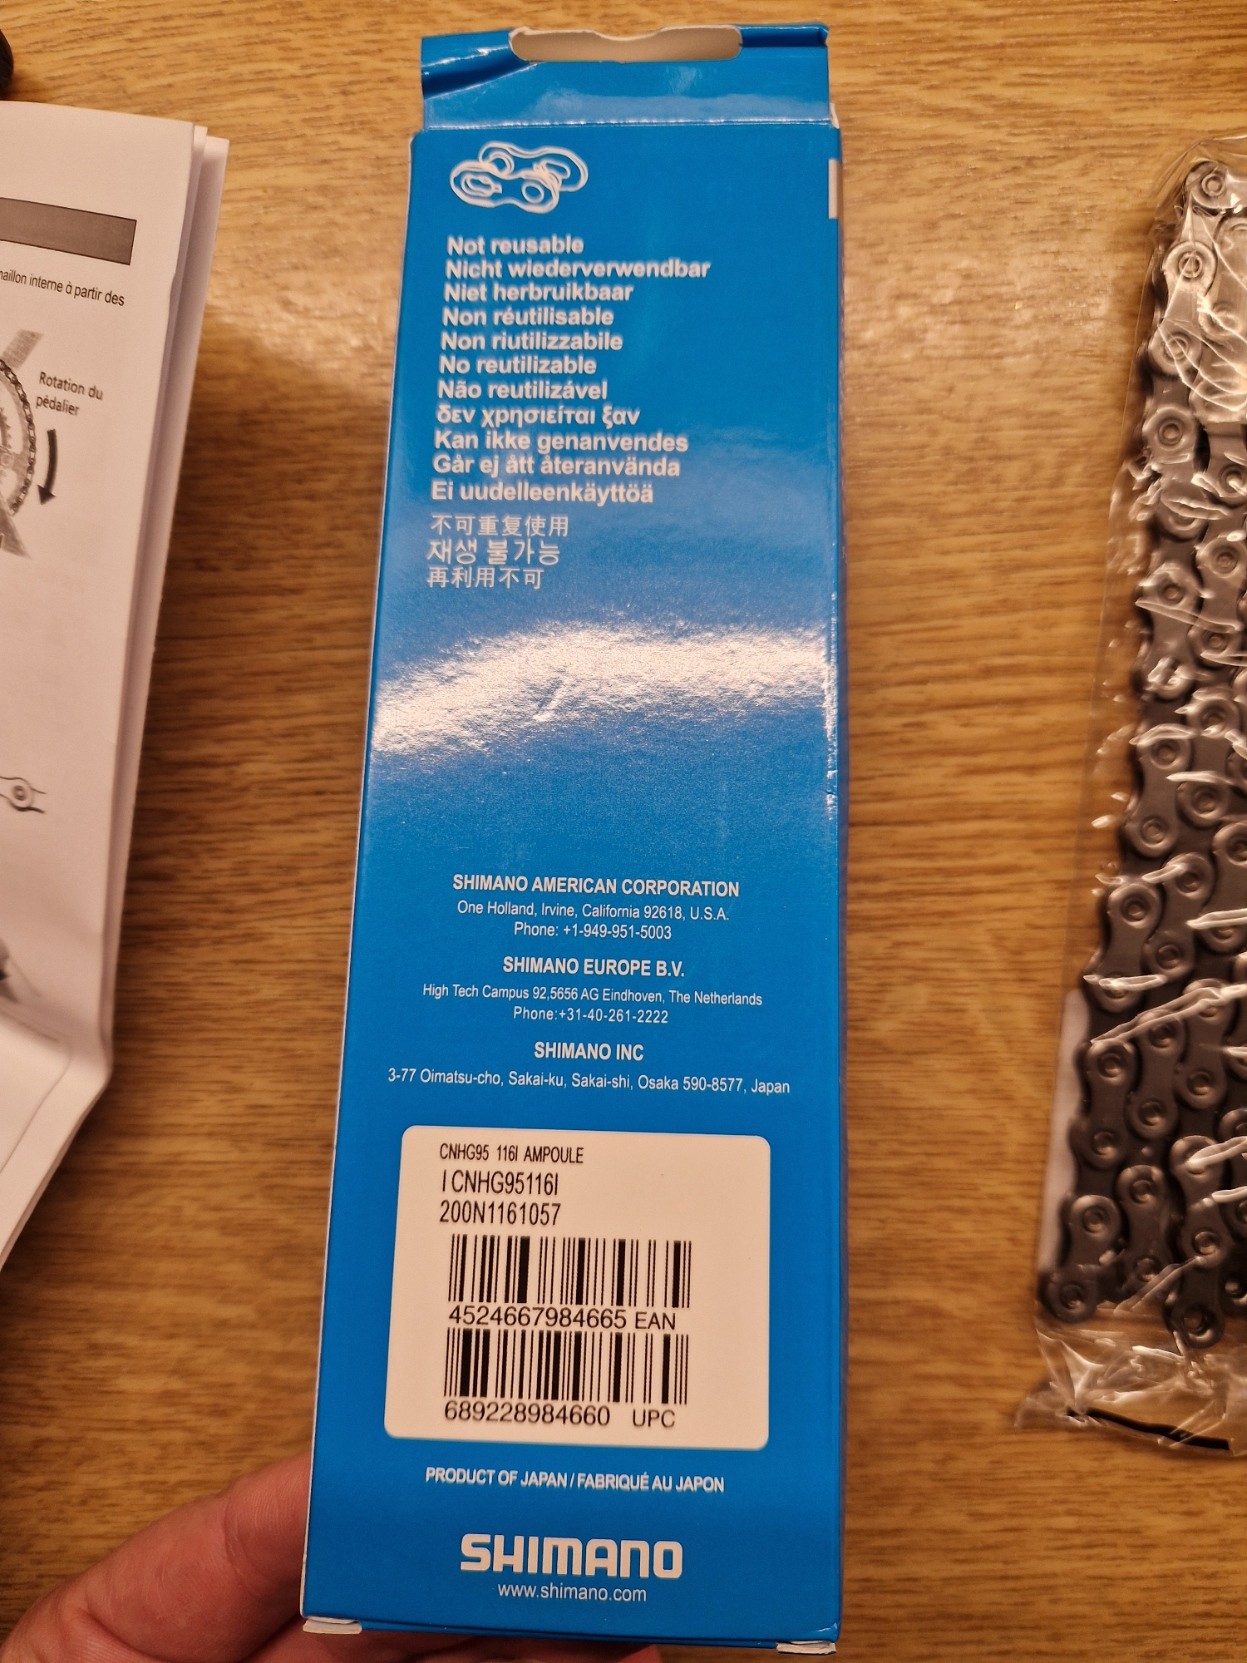 naillon interne à partir des
Rotation du
pédalier
Not reusable
Nicht wiederverwendbar
Niet herbruikbaar
Non réutilisable
Non riutilizzabile
No reutilizable
Não reutilizável
δεν χρησιείται ξαν
Kan ikke genanvendes
Går ej ått återanvända
Ei uudelleenkäyttöä
不可重复使用
재생 불가능
再利用不可
SHIMANO AMERICAN CORPORATION
One Holland, Irvine, California 92618, U.S.A.
Phone: +1-949-951-5003
SHIMANO EUROPE B.V.
High Tech Campus 92,5656 AG Eindhoven, The Netherlands
Phone:+31-40-261-2222
SHIMANO INC
3-77 Oimatsu-cho, Sakai-ku, Sakai-shi, Osaka 590-8577, Japan
CNHG95 116I AMPOULE
I CNHG95116I
200N1161057
4524667984665 EAN
689228984660 UPC
PRODUCT OF JAPAN / FABRIQUÉ AU JAPON
SHIMANO
www.shimano.com